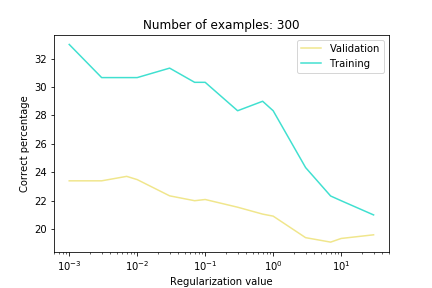 Number of examples: 300
Validation
Training
Correct percentage
32
30
28
26
24
22
20
10⁻³ 10⁻² 10⁻¹ 10⁰ 10¹
Regularization value